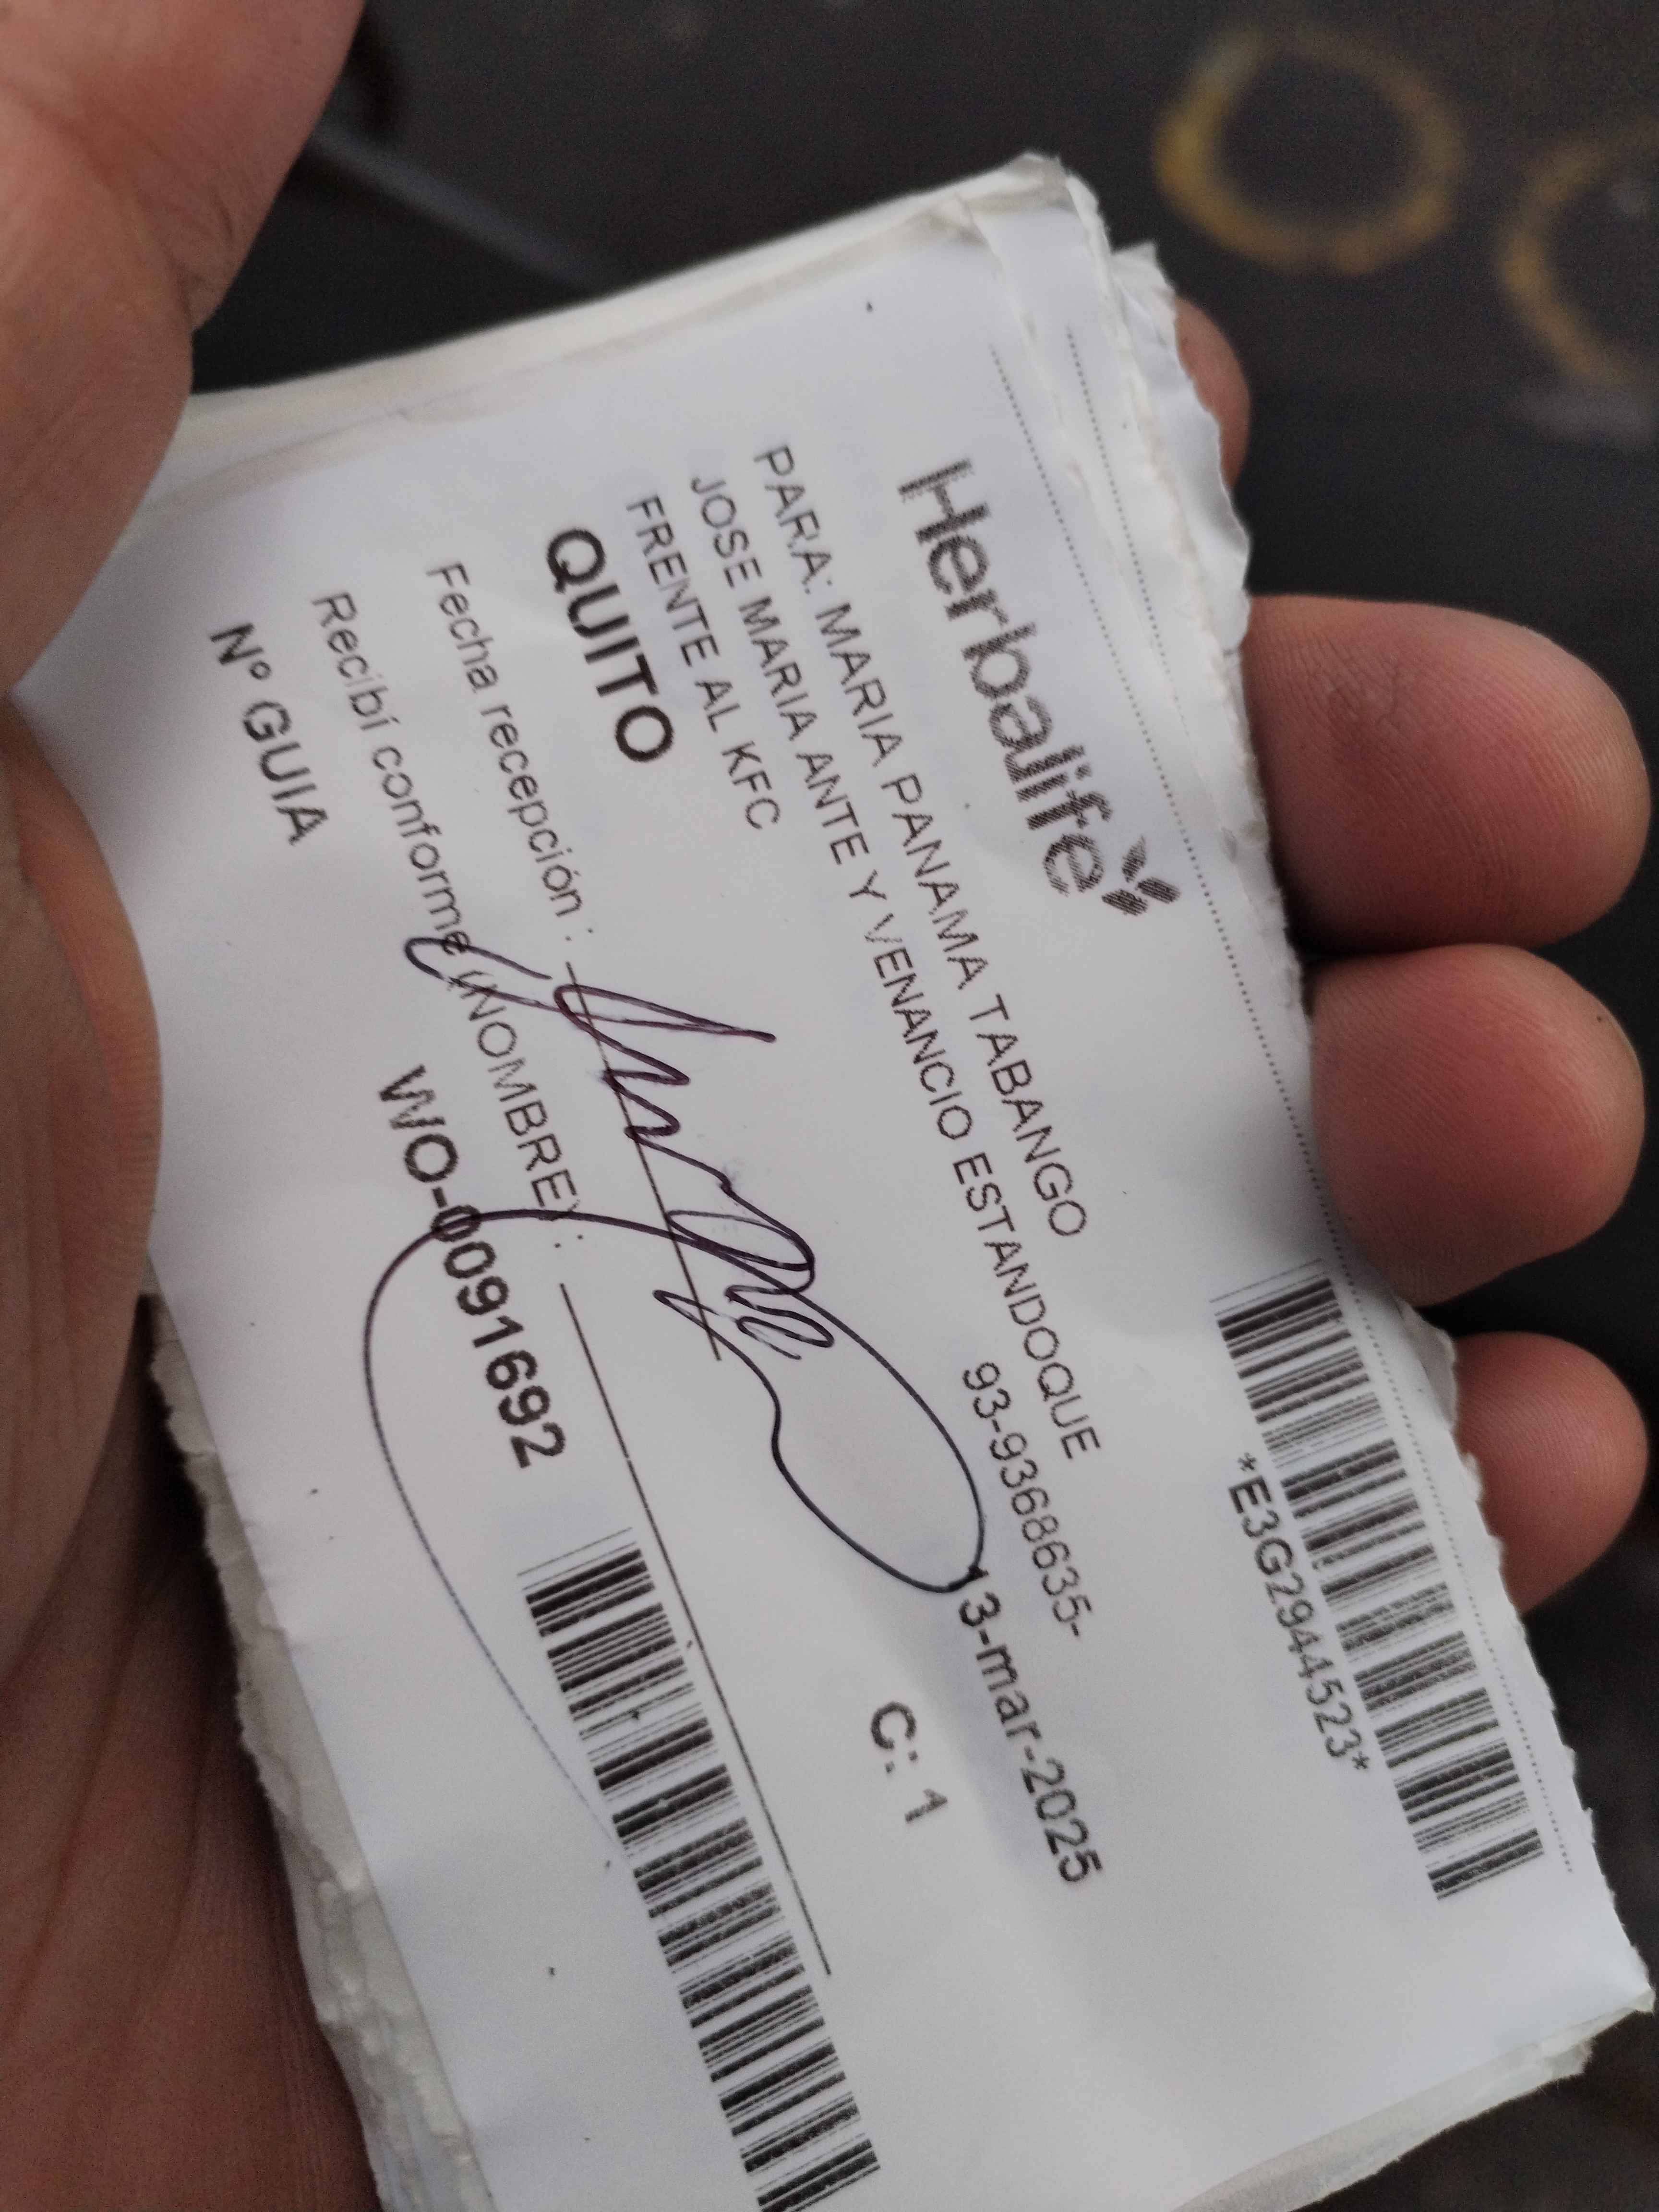 Herbalife
*E3G2944523*
PARA: MARIA PANAMA TABANGO
JOSE MARIA ANTE Y VENANCIO ESTANDOQUE
FRENTE AL KFC
93-9368635-
QUITO
13-mar-2025
Fecha recepción :
C: 1
Recibí conforme (NOMBRE) :
Nº GUIA
WO-0091692